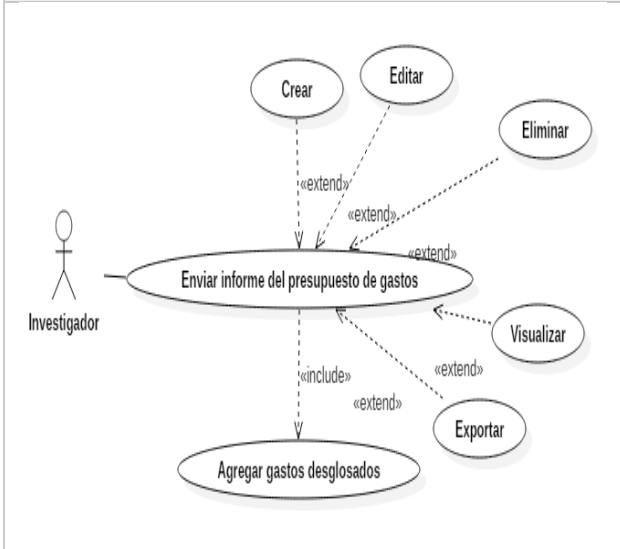 Crear
Editar
Eliminar
«extend»
«extend»
«extend»
Enviar informe del presupuesto de gastos
Investigador
Visualizar
«include»
«extend»
«extend»
Exportar
Agregar gastos desglosados